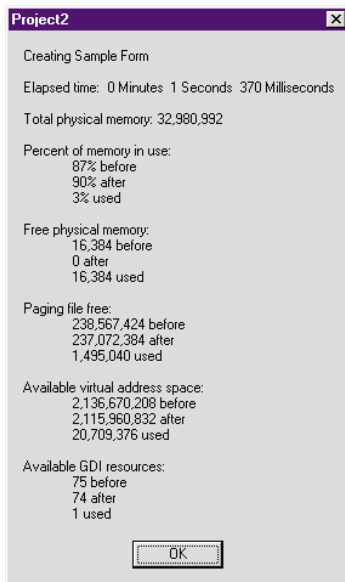 Project2
Creating Sample Form
Elapsed time: 0 Minutes 1 Seconds 370 Milliseconds
Total physical memory: 32,980,992
Percent of memory in use:
87% before
90% after
3% used
Free physical memory:
16,384 before
0 after
16,384 used
Paging file free:
238,567,424 before
237,072,384 after
1,495,040 used
Available virtual address space:
2,136,670,208 before
2,115,960,832 after
20,709,376 used
Available GDI resources:
75 before
74 after
1 used
OK